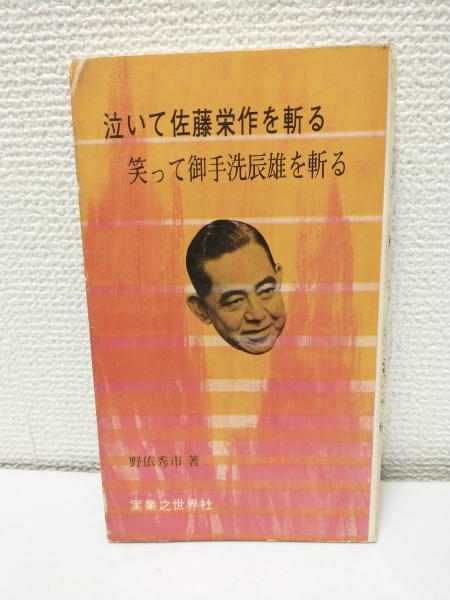 泣いて佐藤栄作を斬る
笑って御手洗辰雄を斬る
野依秀市 著
実業之世界社